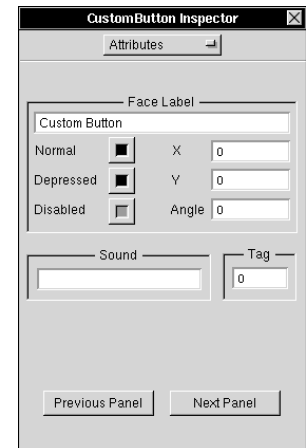 CustomButton Inspector
Attributes
Face Label
Custom Button
Normal X 0
Depressed Y 0
Disabled Angle 0
Sound Tag
0
Previous Panel Next Panel